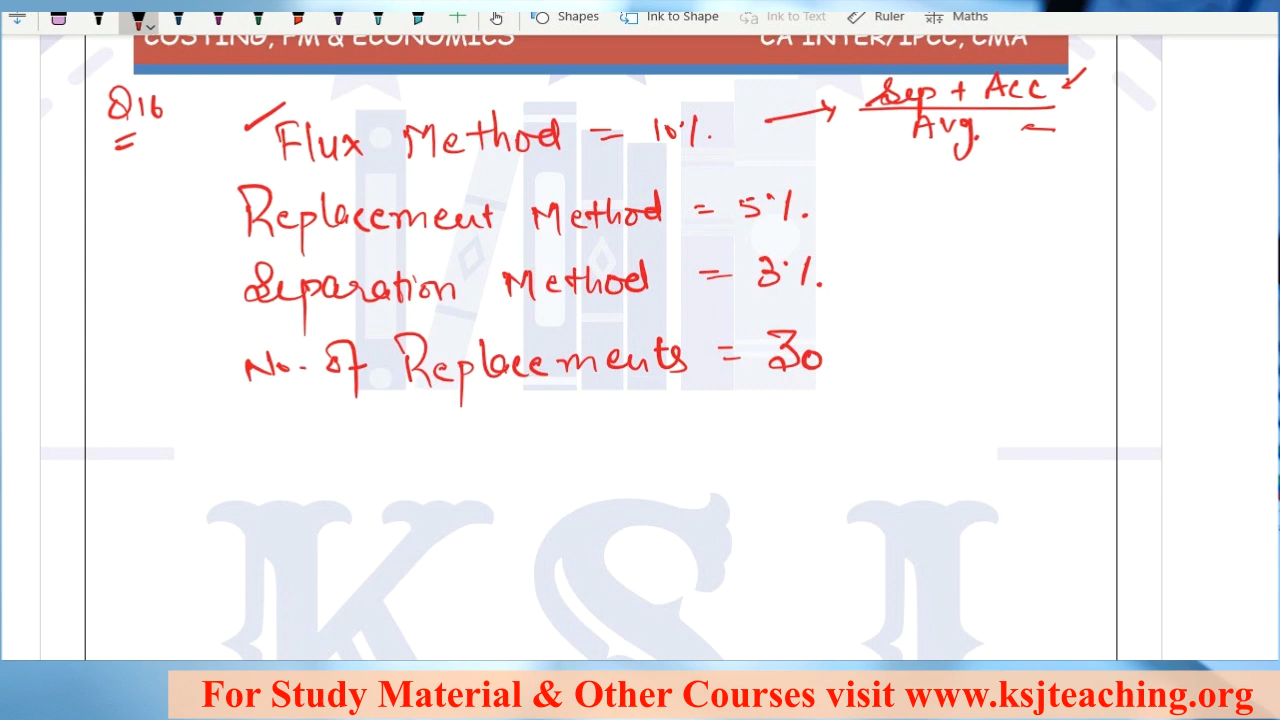 Shapes Ink to Shape Ink to Text Ruler Maths
COSTING, FM & ECONOMICS CA INTER/IPCC, CMA
Q16
Flux Method = 10%. → Sep + Acc
Avg.
Replacement Method = 5%.
Separation Method = 3%.
No. of Replacements = 30
KSJ
For Study Material & Other Courses visit www.ksjteaching.org